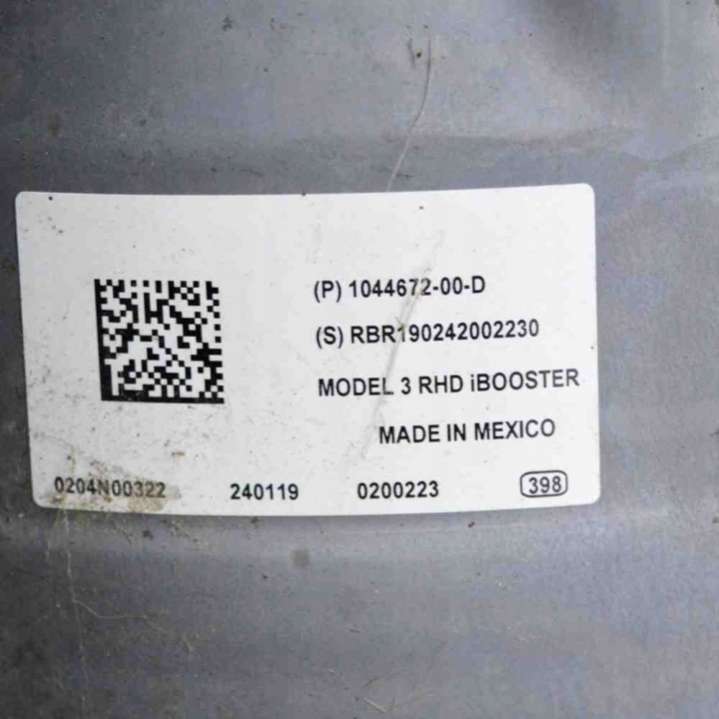 (P) 1044672-00-D
(S) RBR190242002230
MODEL 3 RHD iBOOSTER
MADE IN MEXICO
0204N00322 240119 0200223 398